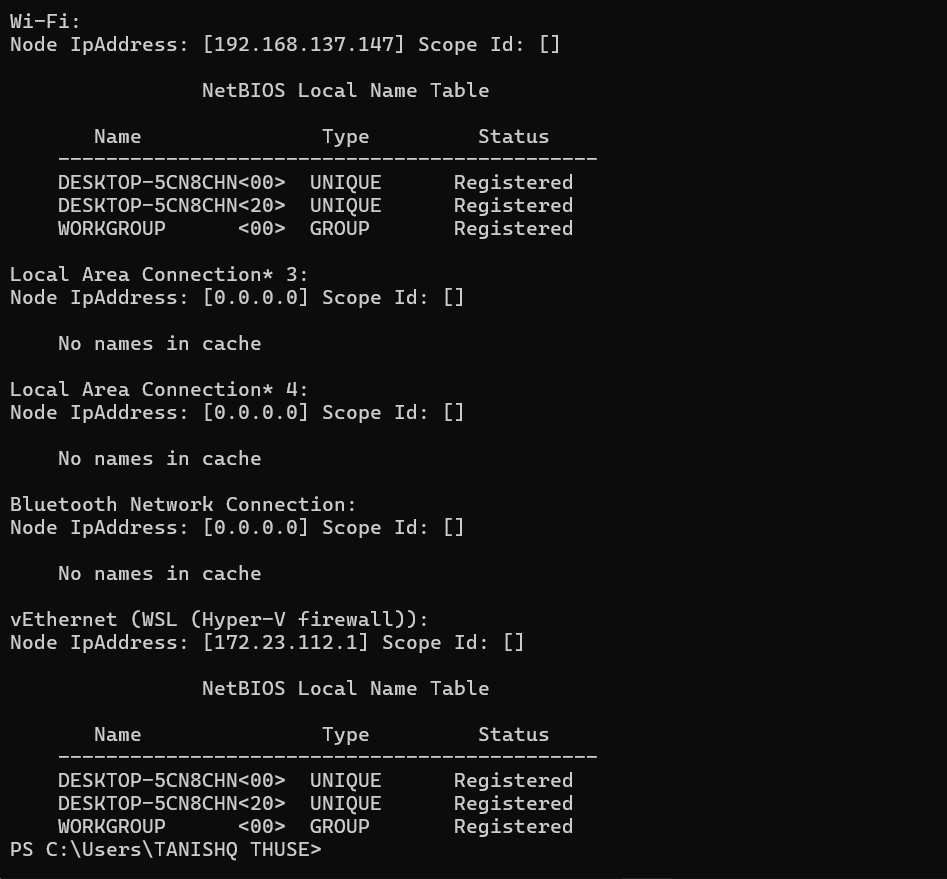 Wi-Fi:
Node IpAddress: [192.168.137.147] Scope Id: []
NetBIOS Local Name Table
Name Type Status
---------------------------------------------
DESKTOP-5CN8CHN<00> UNIQUE Registered
DESKTOP-5CN8CHN<20> UNIQUE Registered
WORKGROUP <00> GROUP Registered
Local Area Connection* 3:
Node IpAddress: [0.0.0.0] Scope Id: []
No names in cache
Local Area Connection* 4:
Node IpAddress: [0.0.0.0] Scope Id: []
No names in cache
Bluetooth Network Connection:
Node IpAddress: [0.0.0.0] Scope Id: []
No names in cache
vEthernet (WSL (Hyper-V firewall)):
Node IpAddress: [172.23.112.1] Scope Id: []
NetBIOS Local Name Table
Name Type Status
---------------------------------------------
DESKTOP-5CN8CHN<00> UNIQUE Registered
DESKTOP-5CN8CHN<20> UNIQUE Registered
WORKGROUP <00> GROUP Registered
PS C:\Users\TANISHQ THUSE>